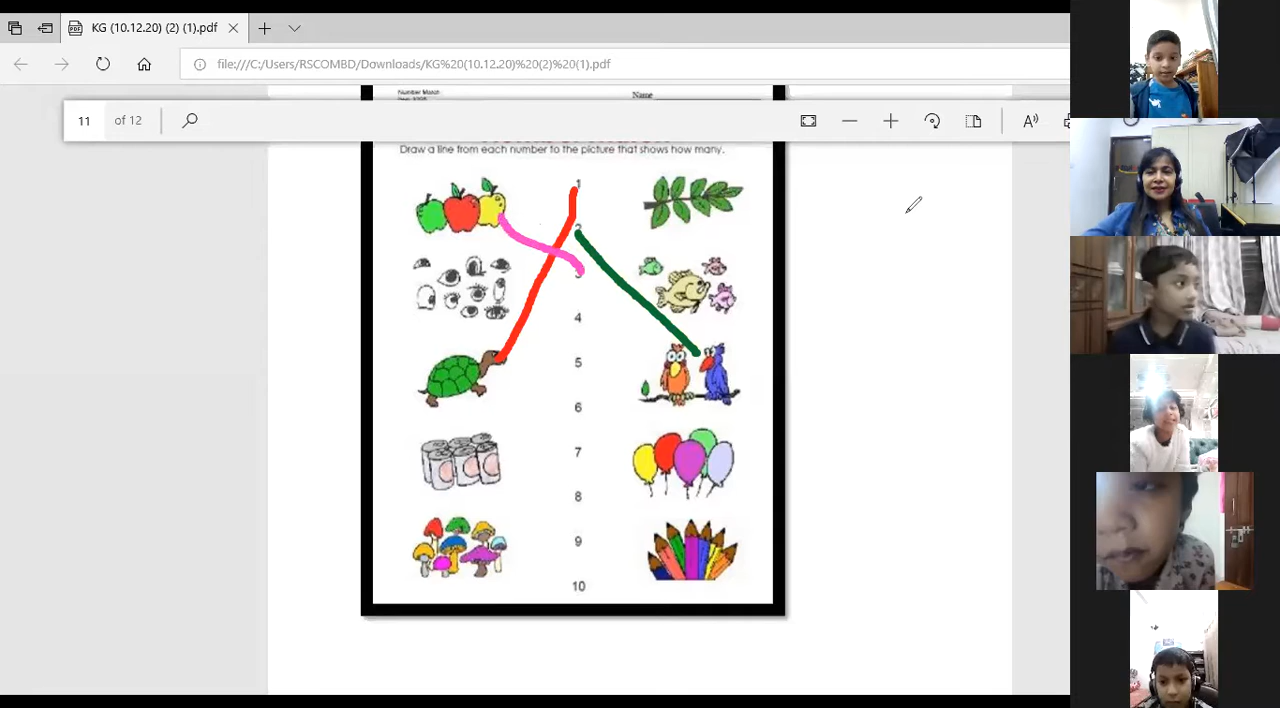 KG (10.12.20) (2) (1).pdf
file:///C:/Users/RSCOMBD/Downloads/KG%20(10.12.20)%20(2)%20(1).pdf
Number Match
Name
11 of 12
Draw a line from each number to the picture that shows how many.
1
2
3
4
5
6
7
8
9
10